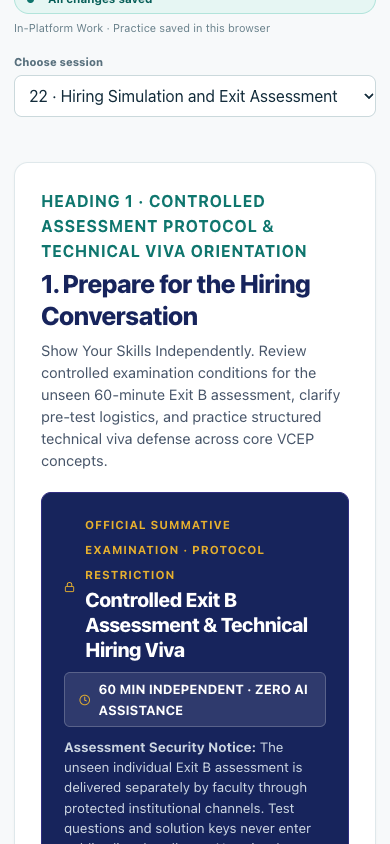 All changes saved
In-Platform Work · Practice saved in this browser
Choose session
22 · Hiring Simulation and Exit Assessment
HEADING 1 · CONTROLLED
ASSESSMENT PROTOCOL &
TECHNICAL VIVA ORIENTATION
1. Prepare for the Hiring
Conversation
Show Your Skills Independently. Review
controlled examination conditions for the
unseen 60-minute Exit B assessment, clarify
pre-test logistics, and practice structured
technical viva defense across core VCEP
concepts.
OFFICIAL SUMMATIVE
EXAMINATION · PROTOCOL
RESTRICTION
Controlled Exit B
Assessment & Technical
Hiring Viva
60 MIN INDEPENDENT · ZERO AI
ASSISTANCE
Assessment Security Notice: The
unseen individual Exit B assessment is
delivered separately by faculty through
protected institutional channels. Test
questions and solution keys never enter